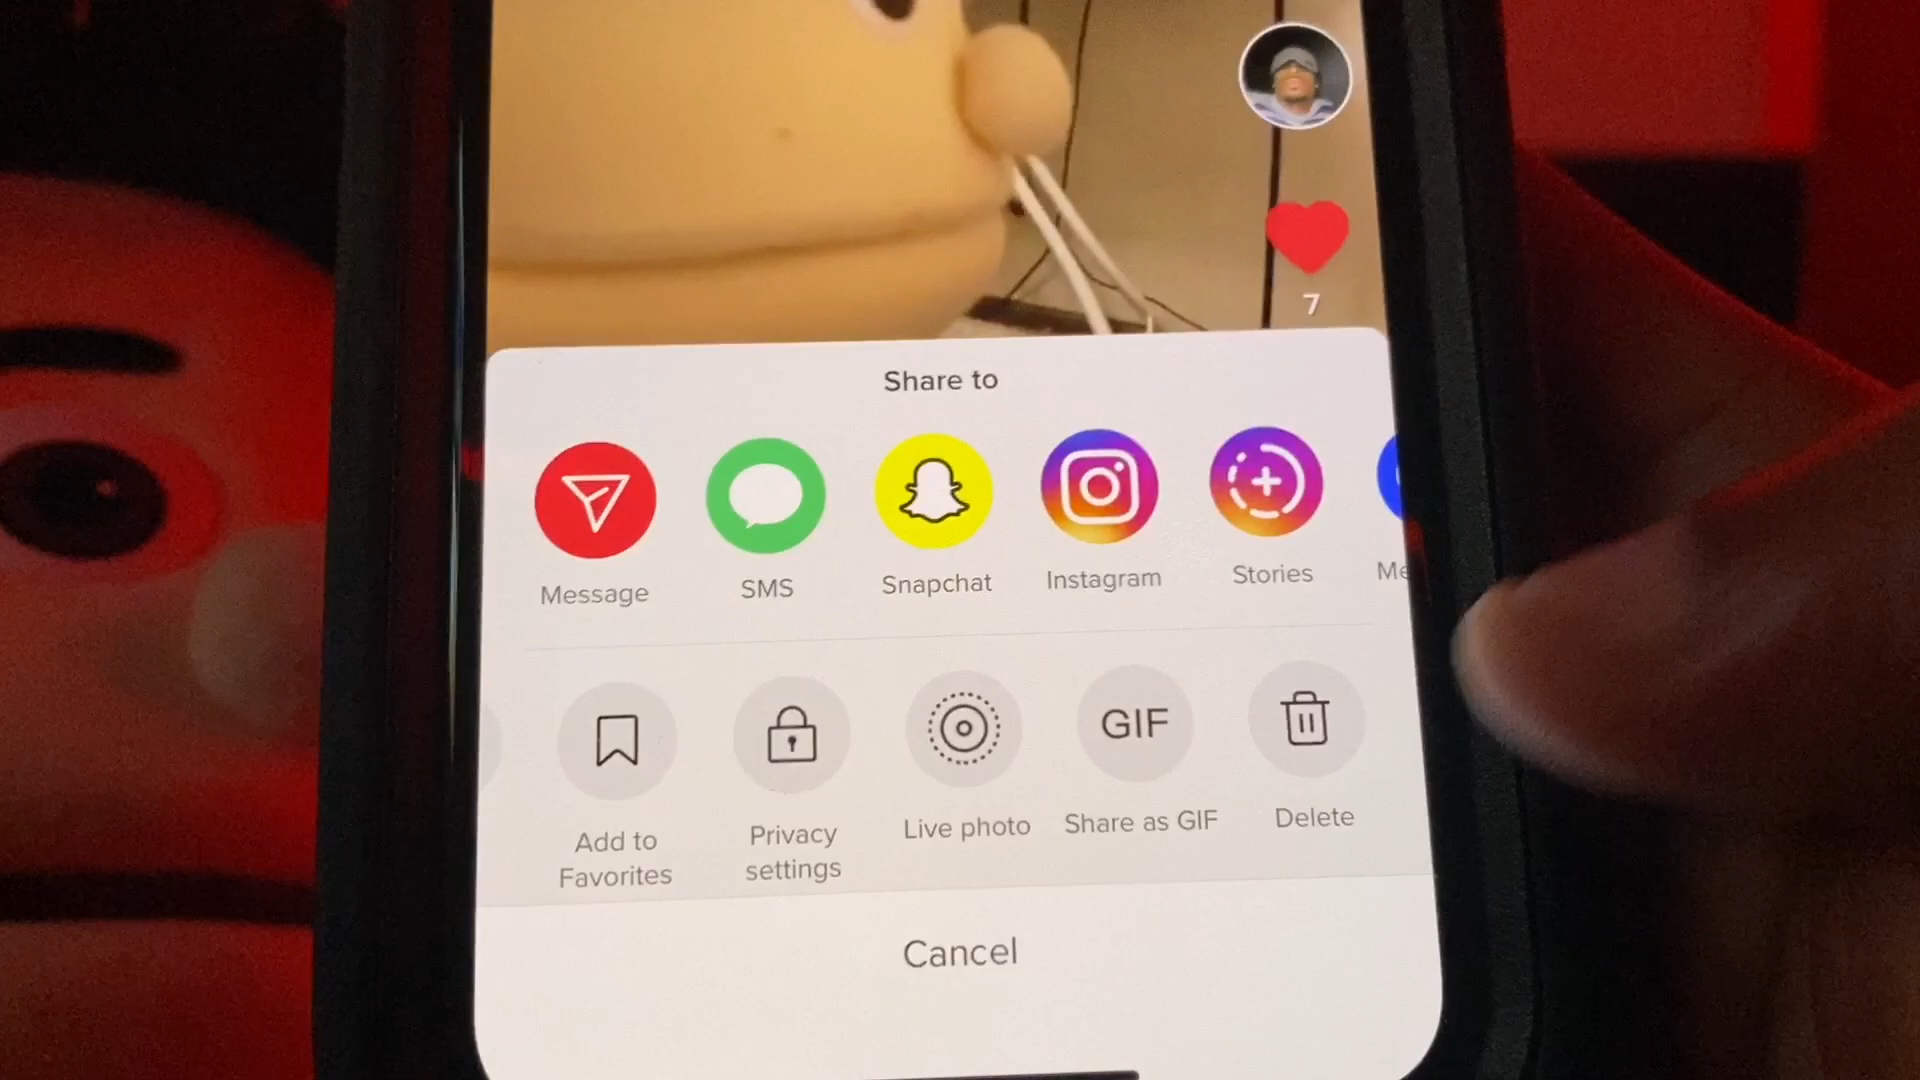 7
Share to
Message
SMS
Snapchat
Instagram
Stories
Me
GIF
Add to
Favorites
Privacy
settings
Live photo
Share as GIF
Delete
Cancel